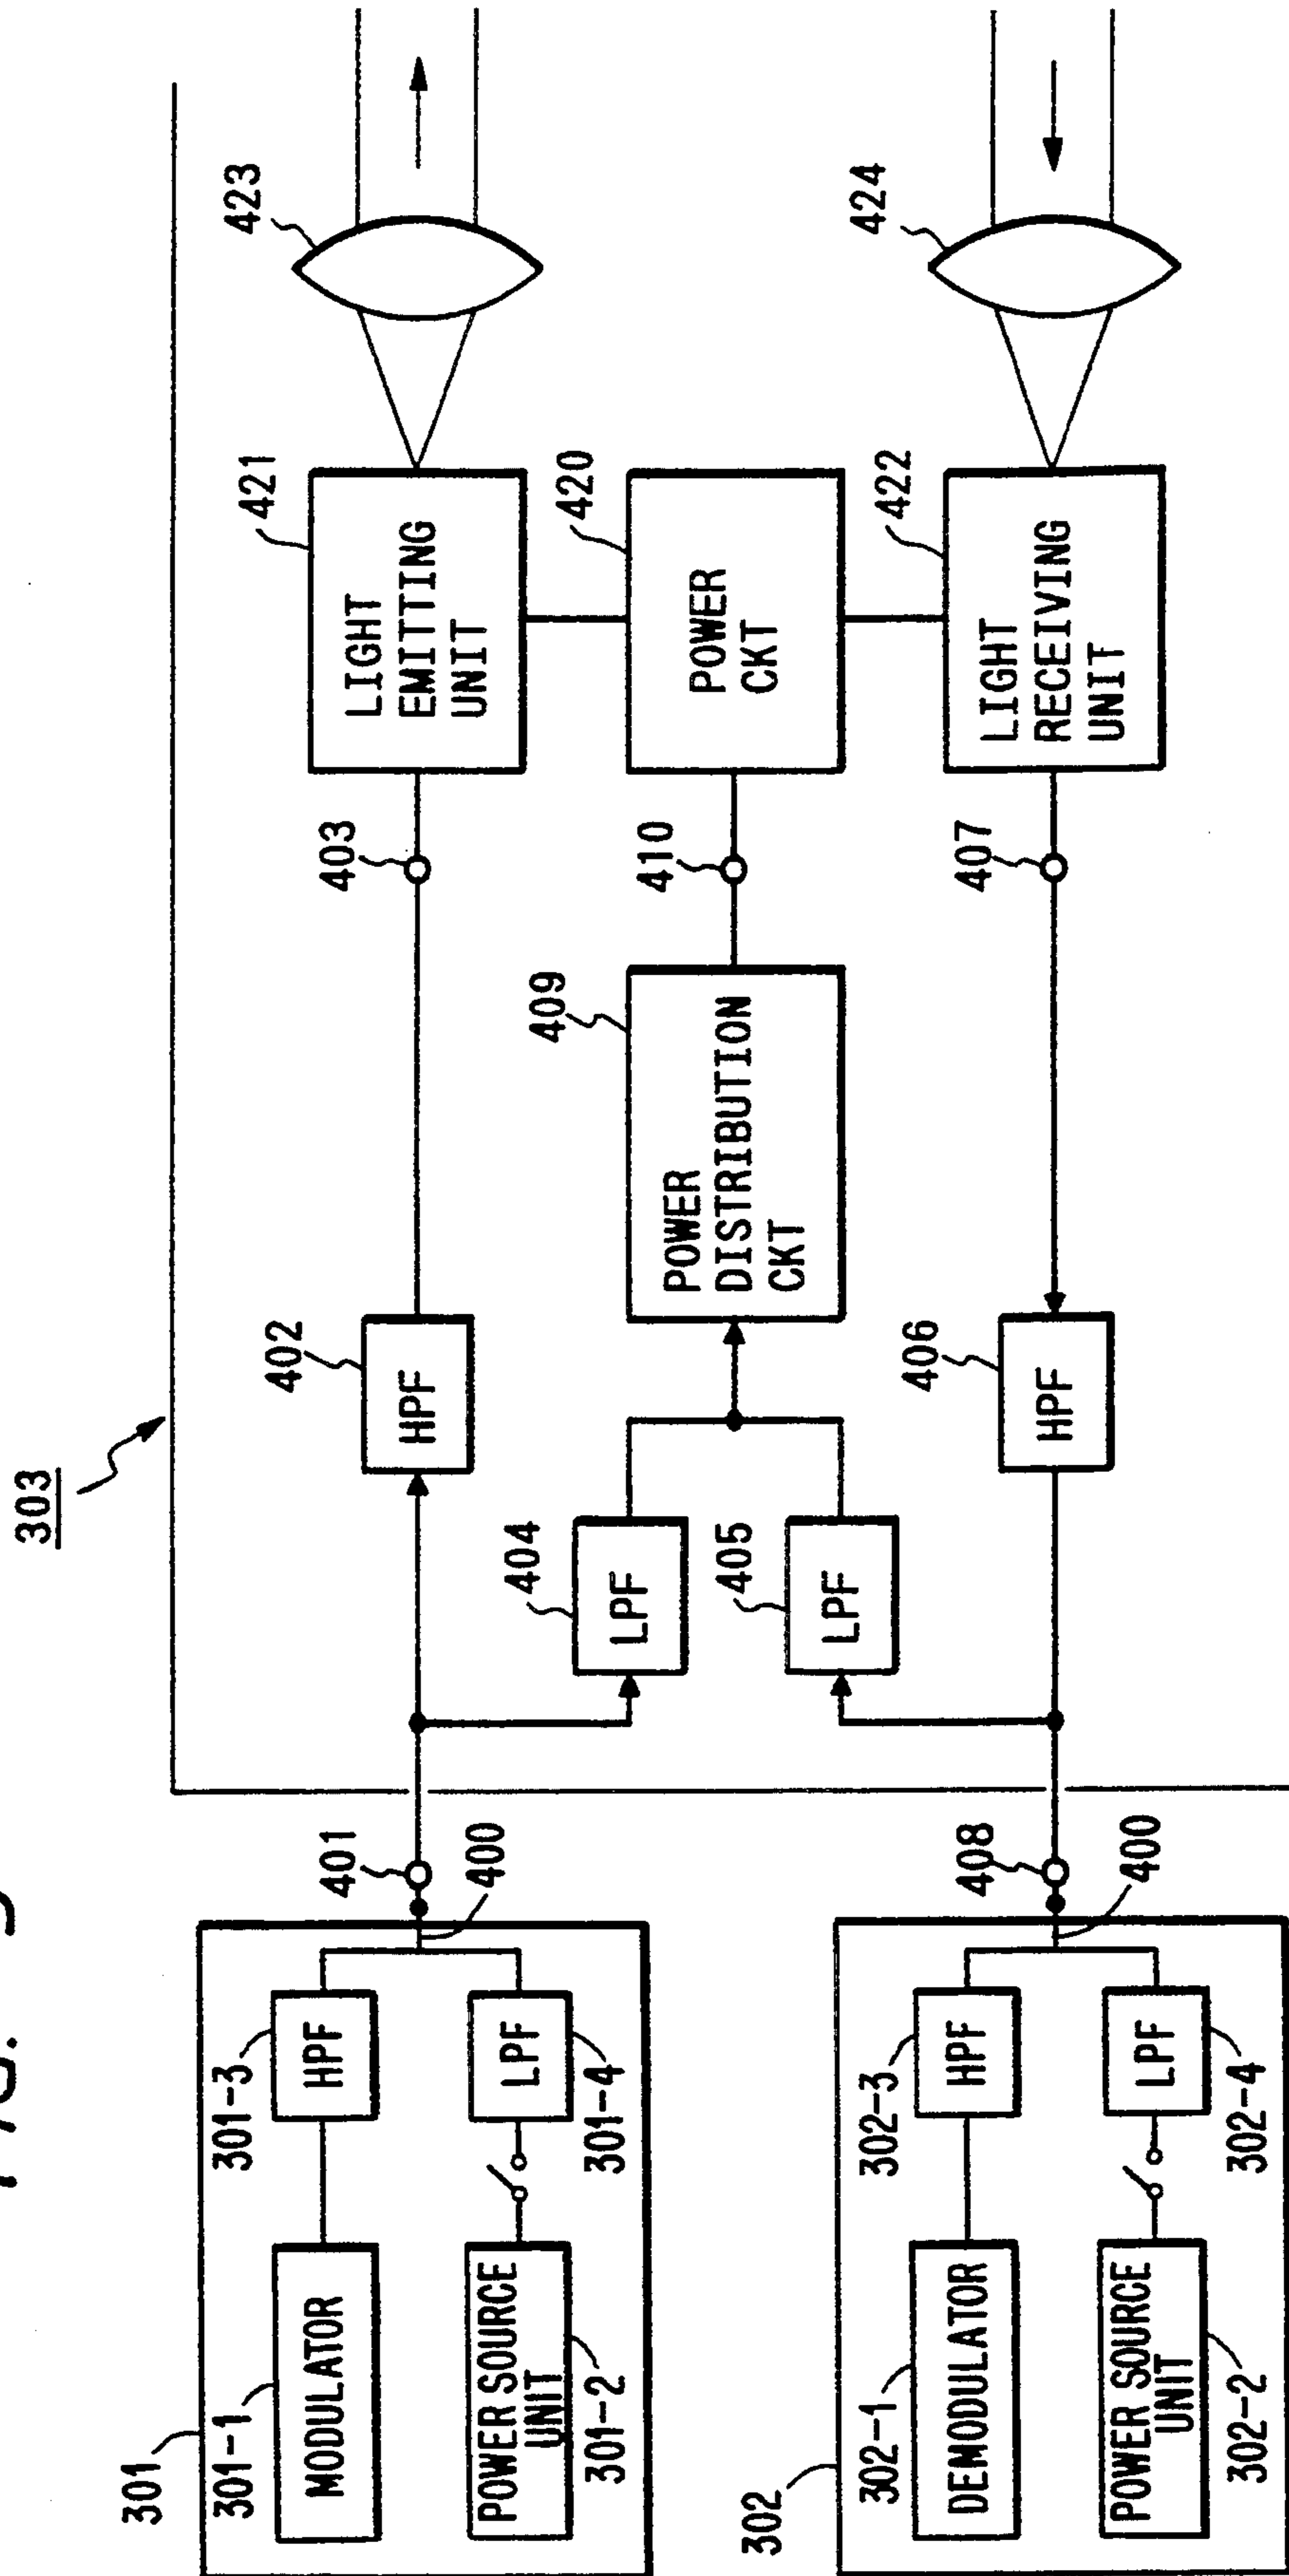 303
301
301-1
MODULATOR
301-3
HPF
POWER SOURCE
UNIT
301-2
LPF
301-4
400
401
402
HPF
403
421
LIGHT
EMITTING
UNIT
423
404
LPF
405
LPF
409
POWER
DISTRIBUTION
CKT
410
420
POWER
CKT
302
302-1
DEMODULATOR
302-3
HPF
POWER SOURCE
UNIT
302-2
LPF
302-4
400
408
406
HPF
407
422
LIGHT
RECEIVING
UNIT
424